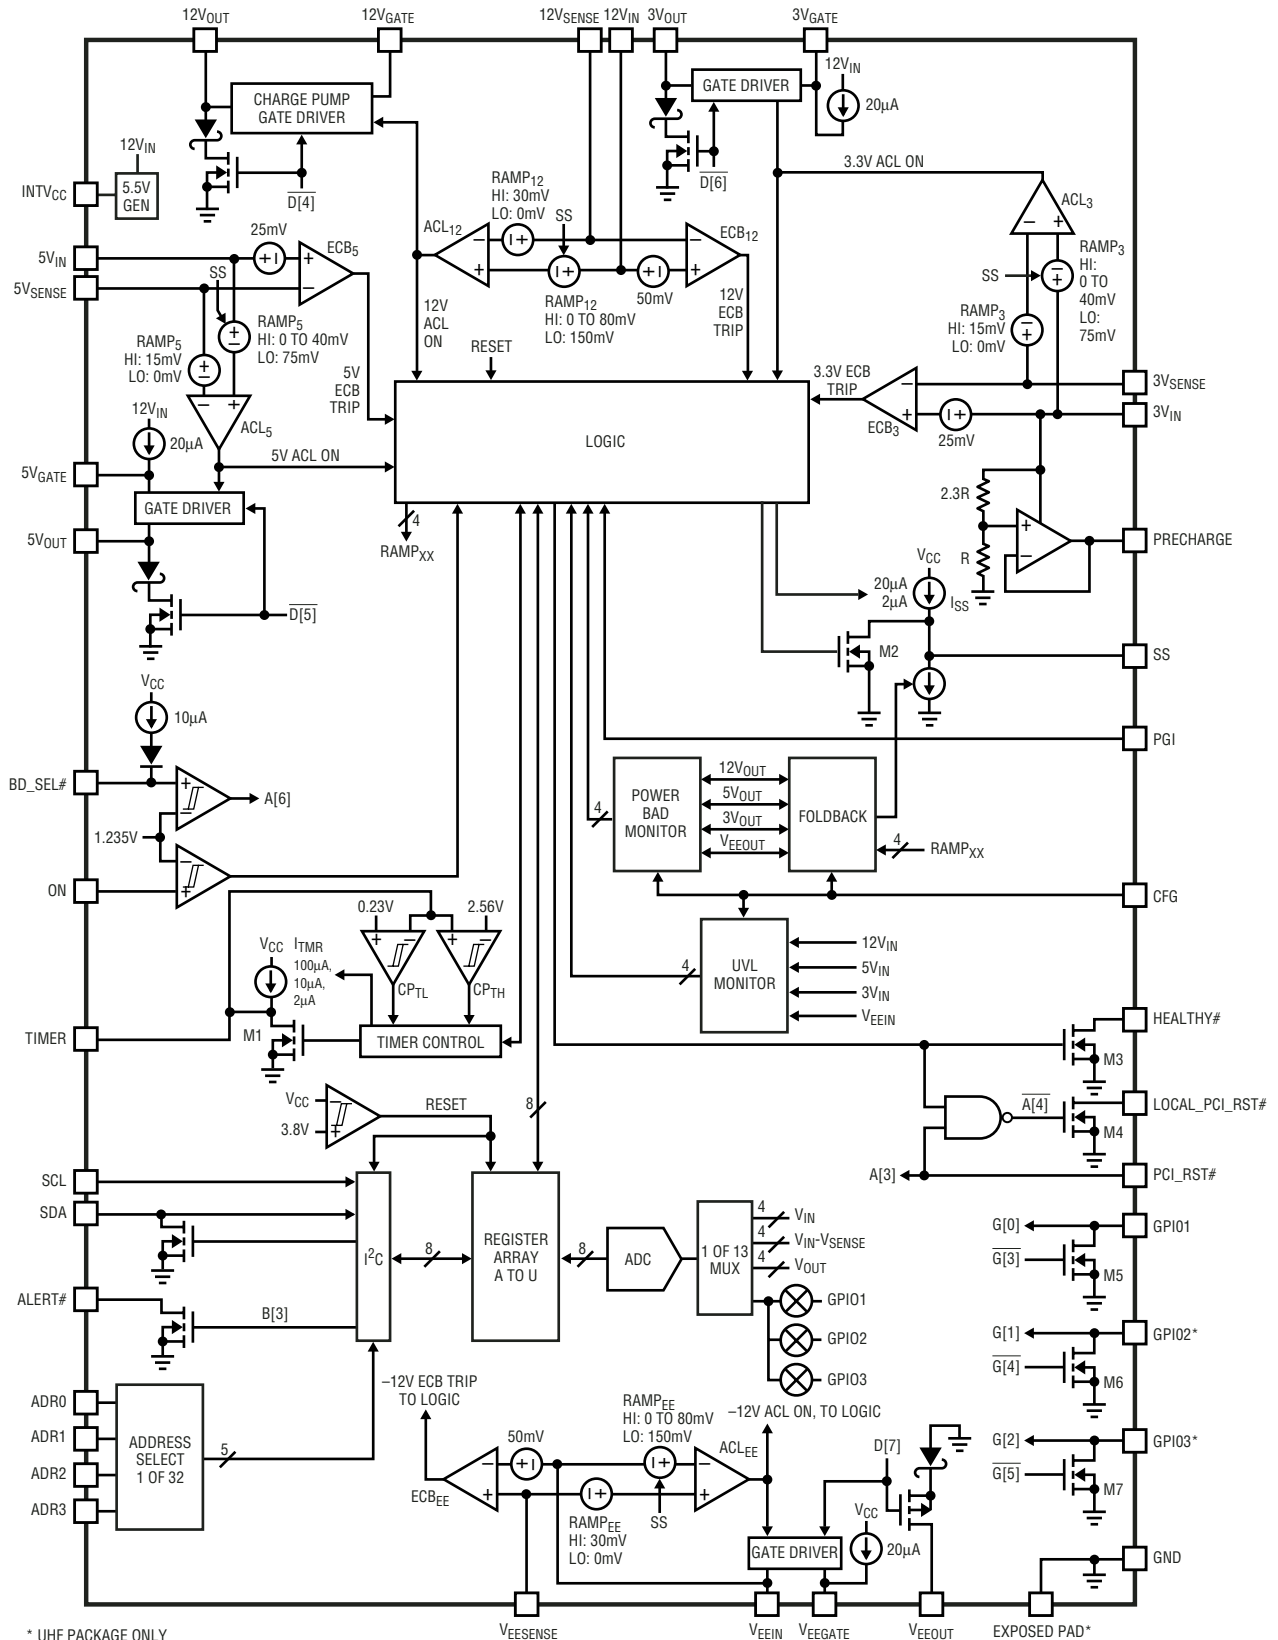 12VOUT
12VGATE
12VSENSE
12VIN
3VOUT
3VGATE
CHARGE PUMP
GATE DRIVER
GATE DRIVER
12VIN
20µA
12VIN
5.5V
GEN
INTVCC
D[4]
D[6]
3.3V ACL ON
RAMP12
HI: 30mV
LO: 0mV
SS
ACL12
ECB12
ACL3
25mV
ECB5
5VIN
5VSENSE
SS
RAMP5
HI: 0 TO 40mV
LO: 75mV
RAMP5
HI: 15mV
LO: 0mV
12V
ACL
ON
RAMP12
HI: 0 TO 80mV
LO: 150mV
50mV
12V
ECB
TRIP
RAMP3
HI:
0 TO
40mV
LO:
75mV
SS
RAMP3
HI: 15mV
LO: 0mV
RESET
5V
ECB
TRIP
3.3V ECB
TRIP
3VSENSE
3VIN
ECB3
25mV
12VIN
20µA
ACL5
5V ACL ON
LOGIC
5VGATE
GATE DRIVER
5VOUT
4
RAMPXX
D[5]
2.3R
R
PRECHARGE
VCC
20µA
2µA
ISS
M2
SS
VCC
10µA
PGI
BD_SEL#
A[6]
1.235V
ON
POWER
BAD
MONITOR
12VOUT
5VOUT
3VOUT
VEEOUT
FOLDBACK
4
4
RAMPXX
CFG
0.23V
2.56V
VCC
ITMR
100µA,
10µA,
2µA
CPTL
CPTH
TIMER
M1
TIMER CONTROL
4
UVL
MONITOR
12VIN
5VIN
3VIN
VEEIN
HEALTHY#
M3
VCC
3.8V
RESET
8
A[4]
LOCAL_PCI_RST#
M4
A[3]
PCI_RST#
SCL
SDA
I2C
8
REGISTER
ARRAY
A TO U
8
ADC
1 OF 13
MUX
4
VIN
4
VIN-VSENSE
4
VOUT
GPIO1
GPIO2
GPIO3
G[0]
GPIO1
G[3]
M5
ALERT#
B[3]
G[1]
GPIO2*
G[4]
M6
ADR0
ADR1
ADR2
ADR3
ADDRESS
SELECT
1 OF 32
5
–12V ECB TRIP
TO LOGIC
50mV
RAMPEE
HI: 0 TO 80mV
LO: 150mV
–12V ACL ON, TO LOGIC
ACLEE
D[7]
G[2]
GPIO3*
G[5]
M7
ECBEE
RAMPEE
HI: 30mV
LO: 0mV
SS
VCC
20µA
GATE DRIVER
GND
VEESENSE
VEEIN
VEEGATE
VEEOUT
EXPOSED PAD*
* UHF PACKAGE ONLY